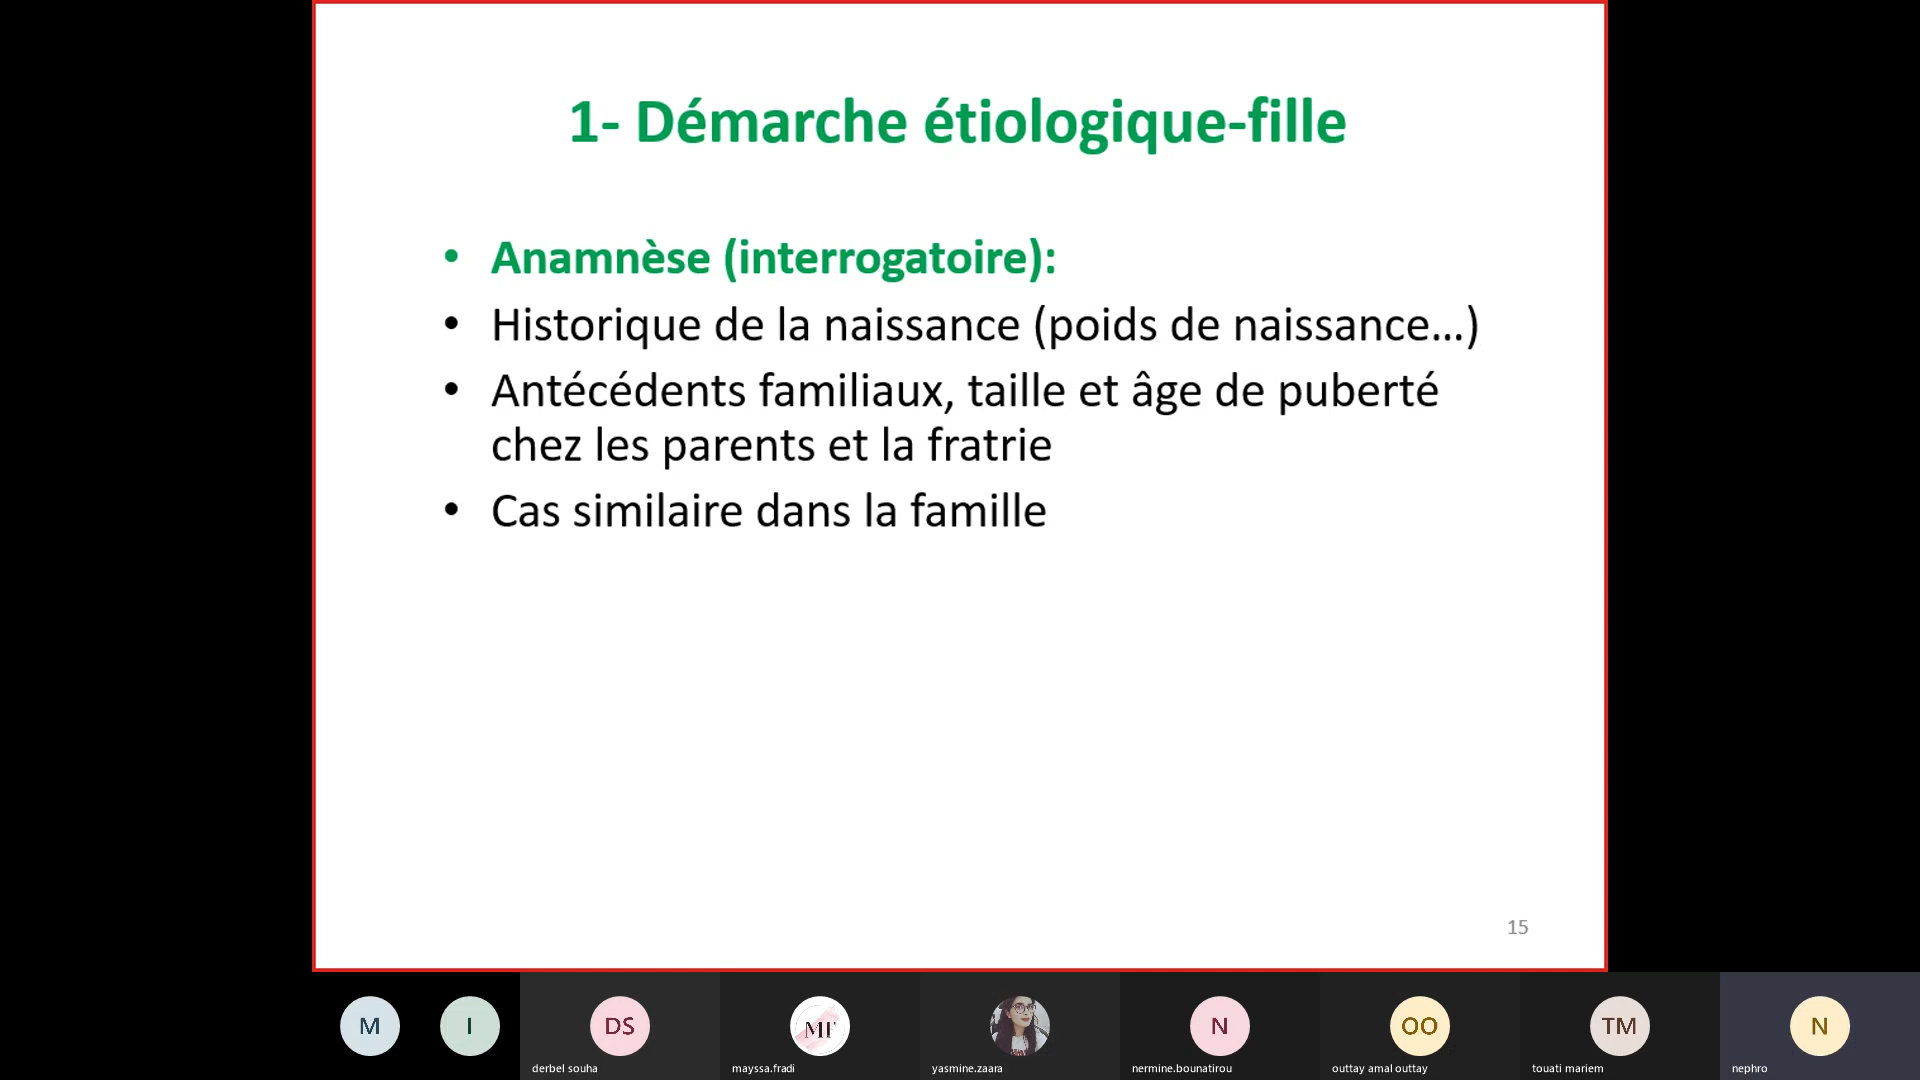 1- Démarche étiologique-fille
• Anamnèse (interrogatoire):
• Historique de la naissance (poids de naissance...)
• Antécédents familiaux, taille et âge de puberté
chez les parents et la fratrie
• Cas similaire dans la famille
15
M
I
DS
MF
N
OO
TM
N
derbel souha
mayssa.fradi
yasmine.zaara
nermine.bounatirou
outtay amal outtay
touati mariem
nephro